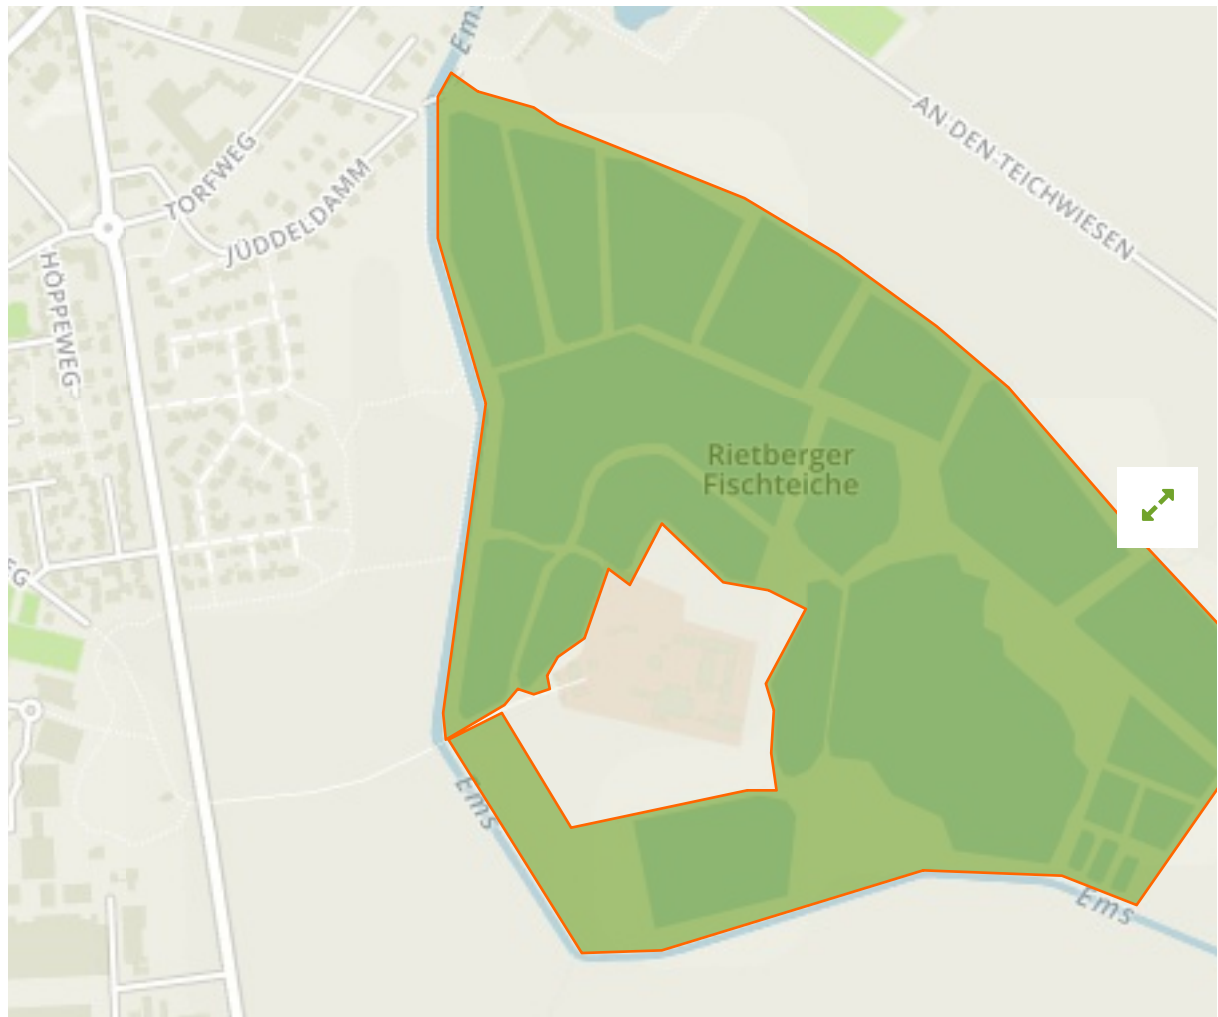 Ems
AN DEN TEICHWIESEN
TORFWEG
JÜDDELDAMM
HÖPPEWEG
Rietberger
Fischteiche
EG
Ems
Ems